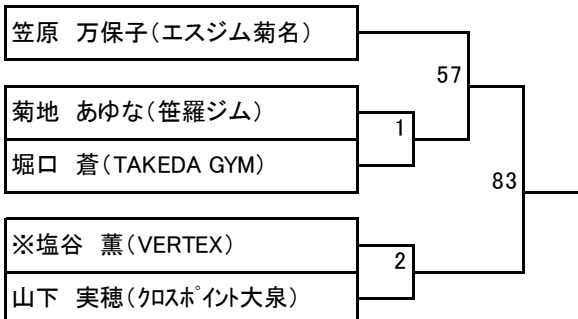 笠原　万保子（エスジム菊名）
57
菊地　あゆな（笹羅ジム）
1
堀口　蒼（TAKEDA GYM）
83
※塩谷　薫（VERTEX）
2
山下　実穂（ｸﾛｽﾎﾟｲﾝﾄ大泉）